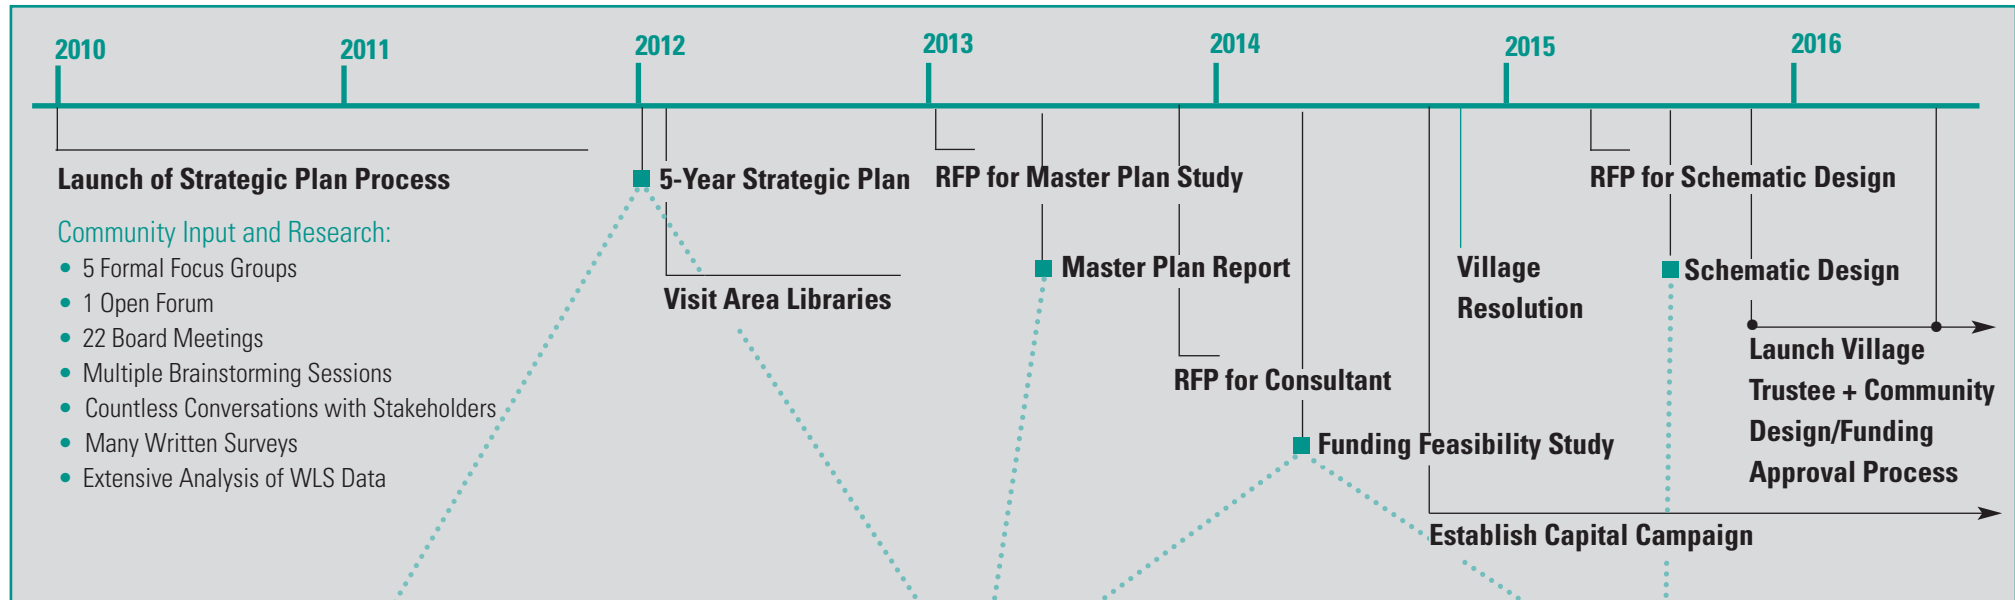 2010
2011
2012
2013
2014
2015
2016
Launch of Strategic Plan Process
Community Input and Research:
• 5 Formal Focus Groups
• 1 Open Forum
• 22 Board Meetings
• Multiple Brainstorming Sessions
• Countless Conversations with Stakeholders
• Many Written Surveys
• Extensive Analysis of WLS Data
5-Year Strategic Plan
Visit Area Libraries
RFP for Master Plan Study
Master Plan Report
RFP for Consultant
Funding Feasibility Study
Village
Resolution
Establish Capital Campaign
RFP for Schematic Design
Schematic Design
Launch Village
Trustee + Community
Design/Funding
Approval Process